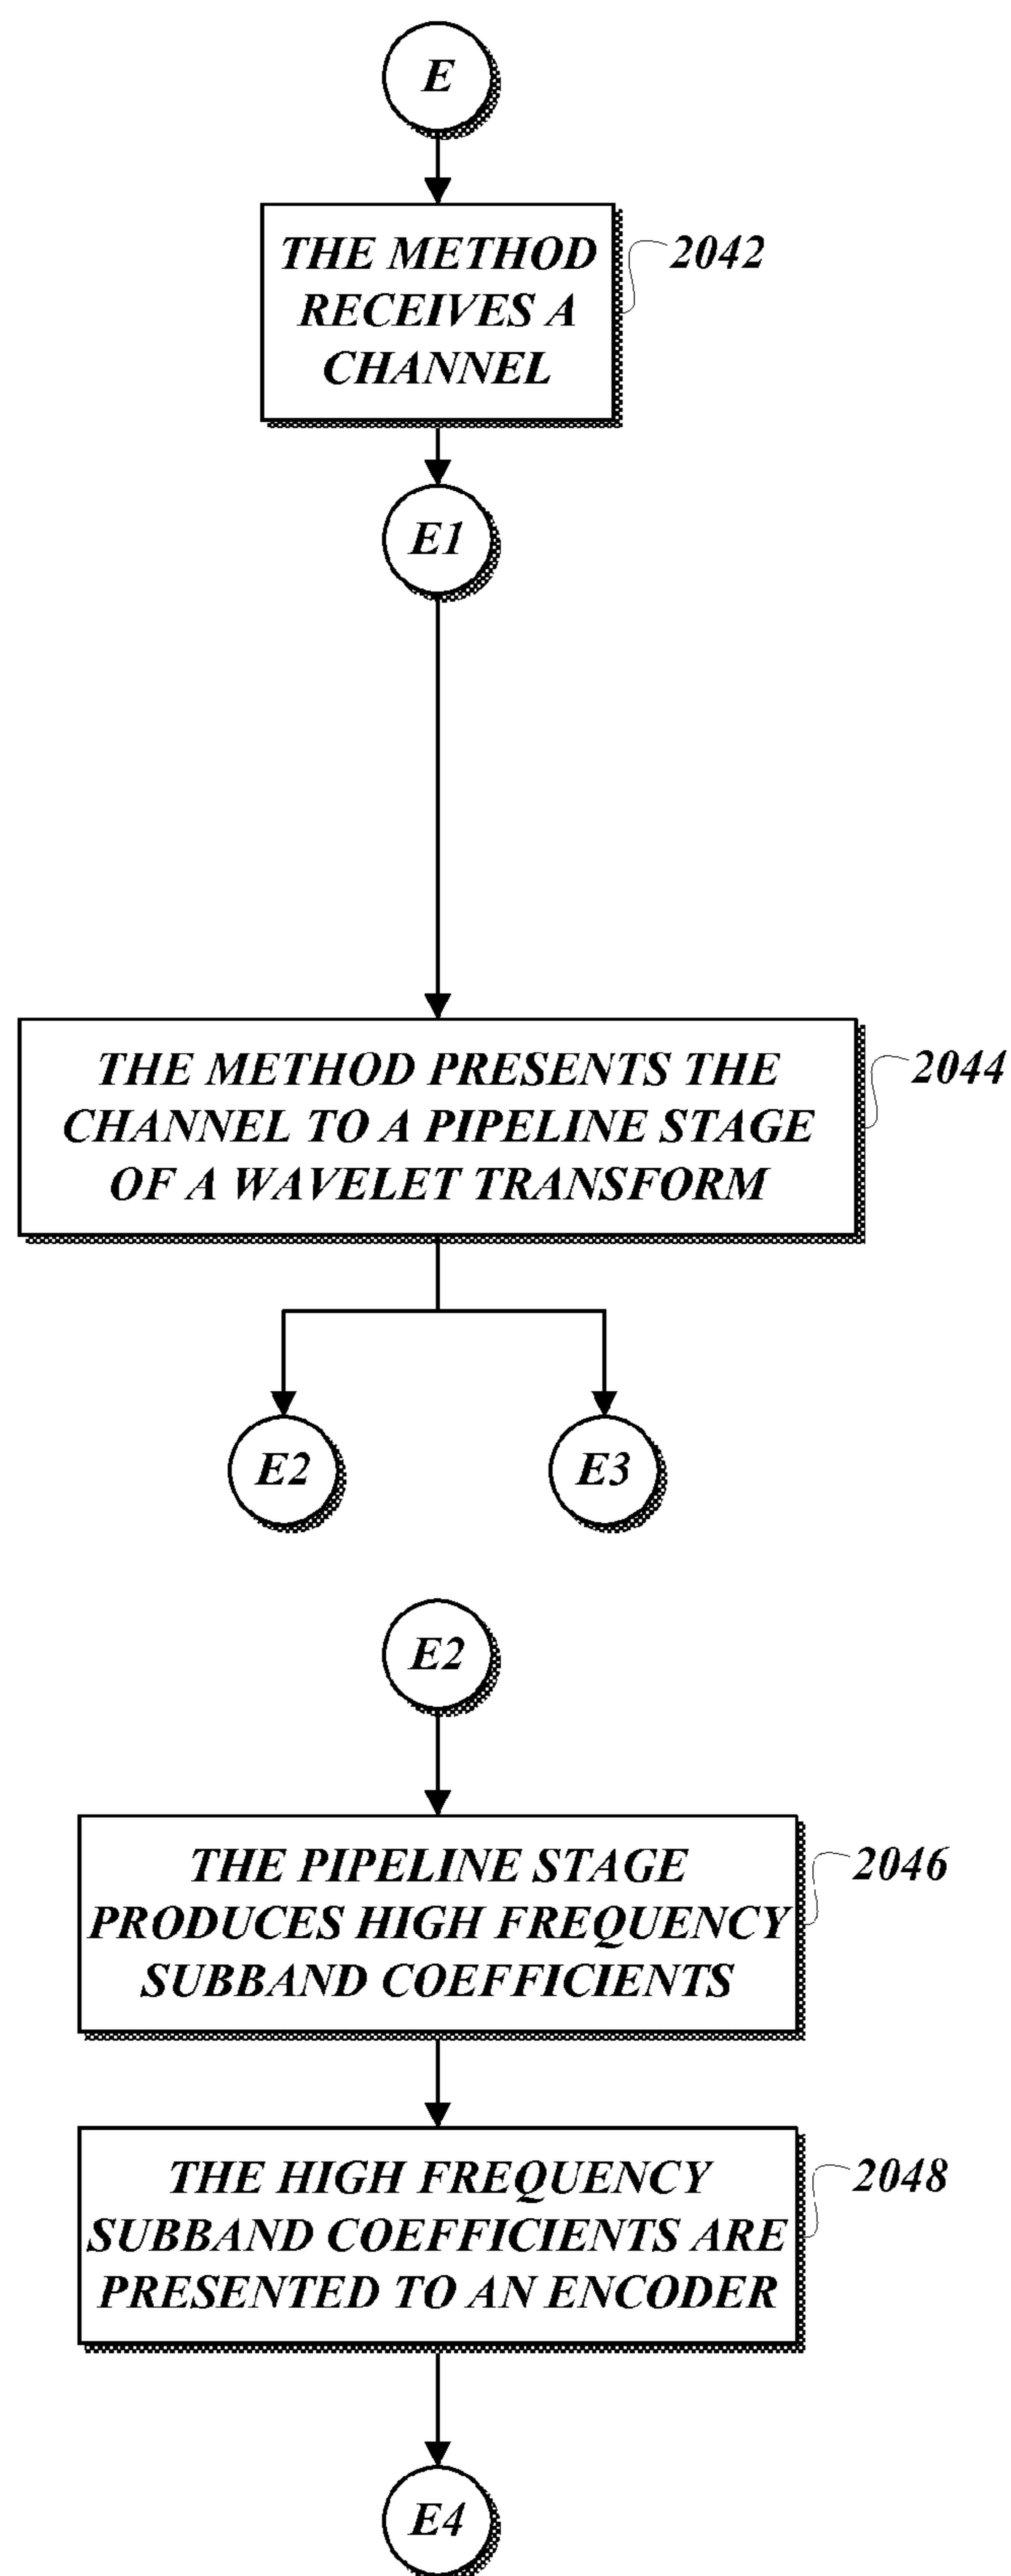 E
THE METHOD
RECEIVES A
CHANNEL
2042
E1
THE METHOD PRESENTS THE
CHANNEL TO A PIPELINE STAGE
OF A WAVELET TRANSFORM
2044
E2
E3
E2
THE PIPELINE STAGE
PRODUCES HIGH FREQUENCY
SUBBAND COEFFICIENTS
2046
THE HIGH FREQUENCY
SUBBAND COEFFICIENTS ARE
PRESENTED TO AN ENCODER
2048
E4